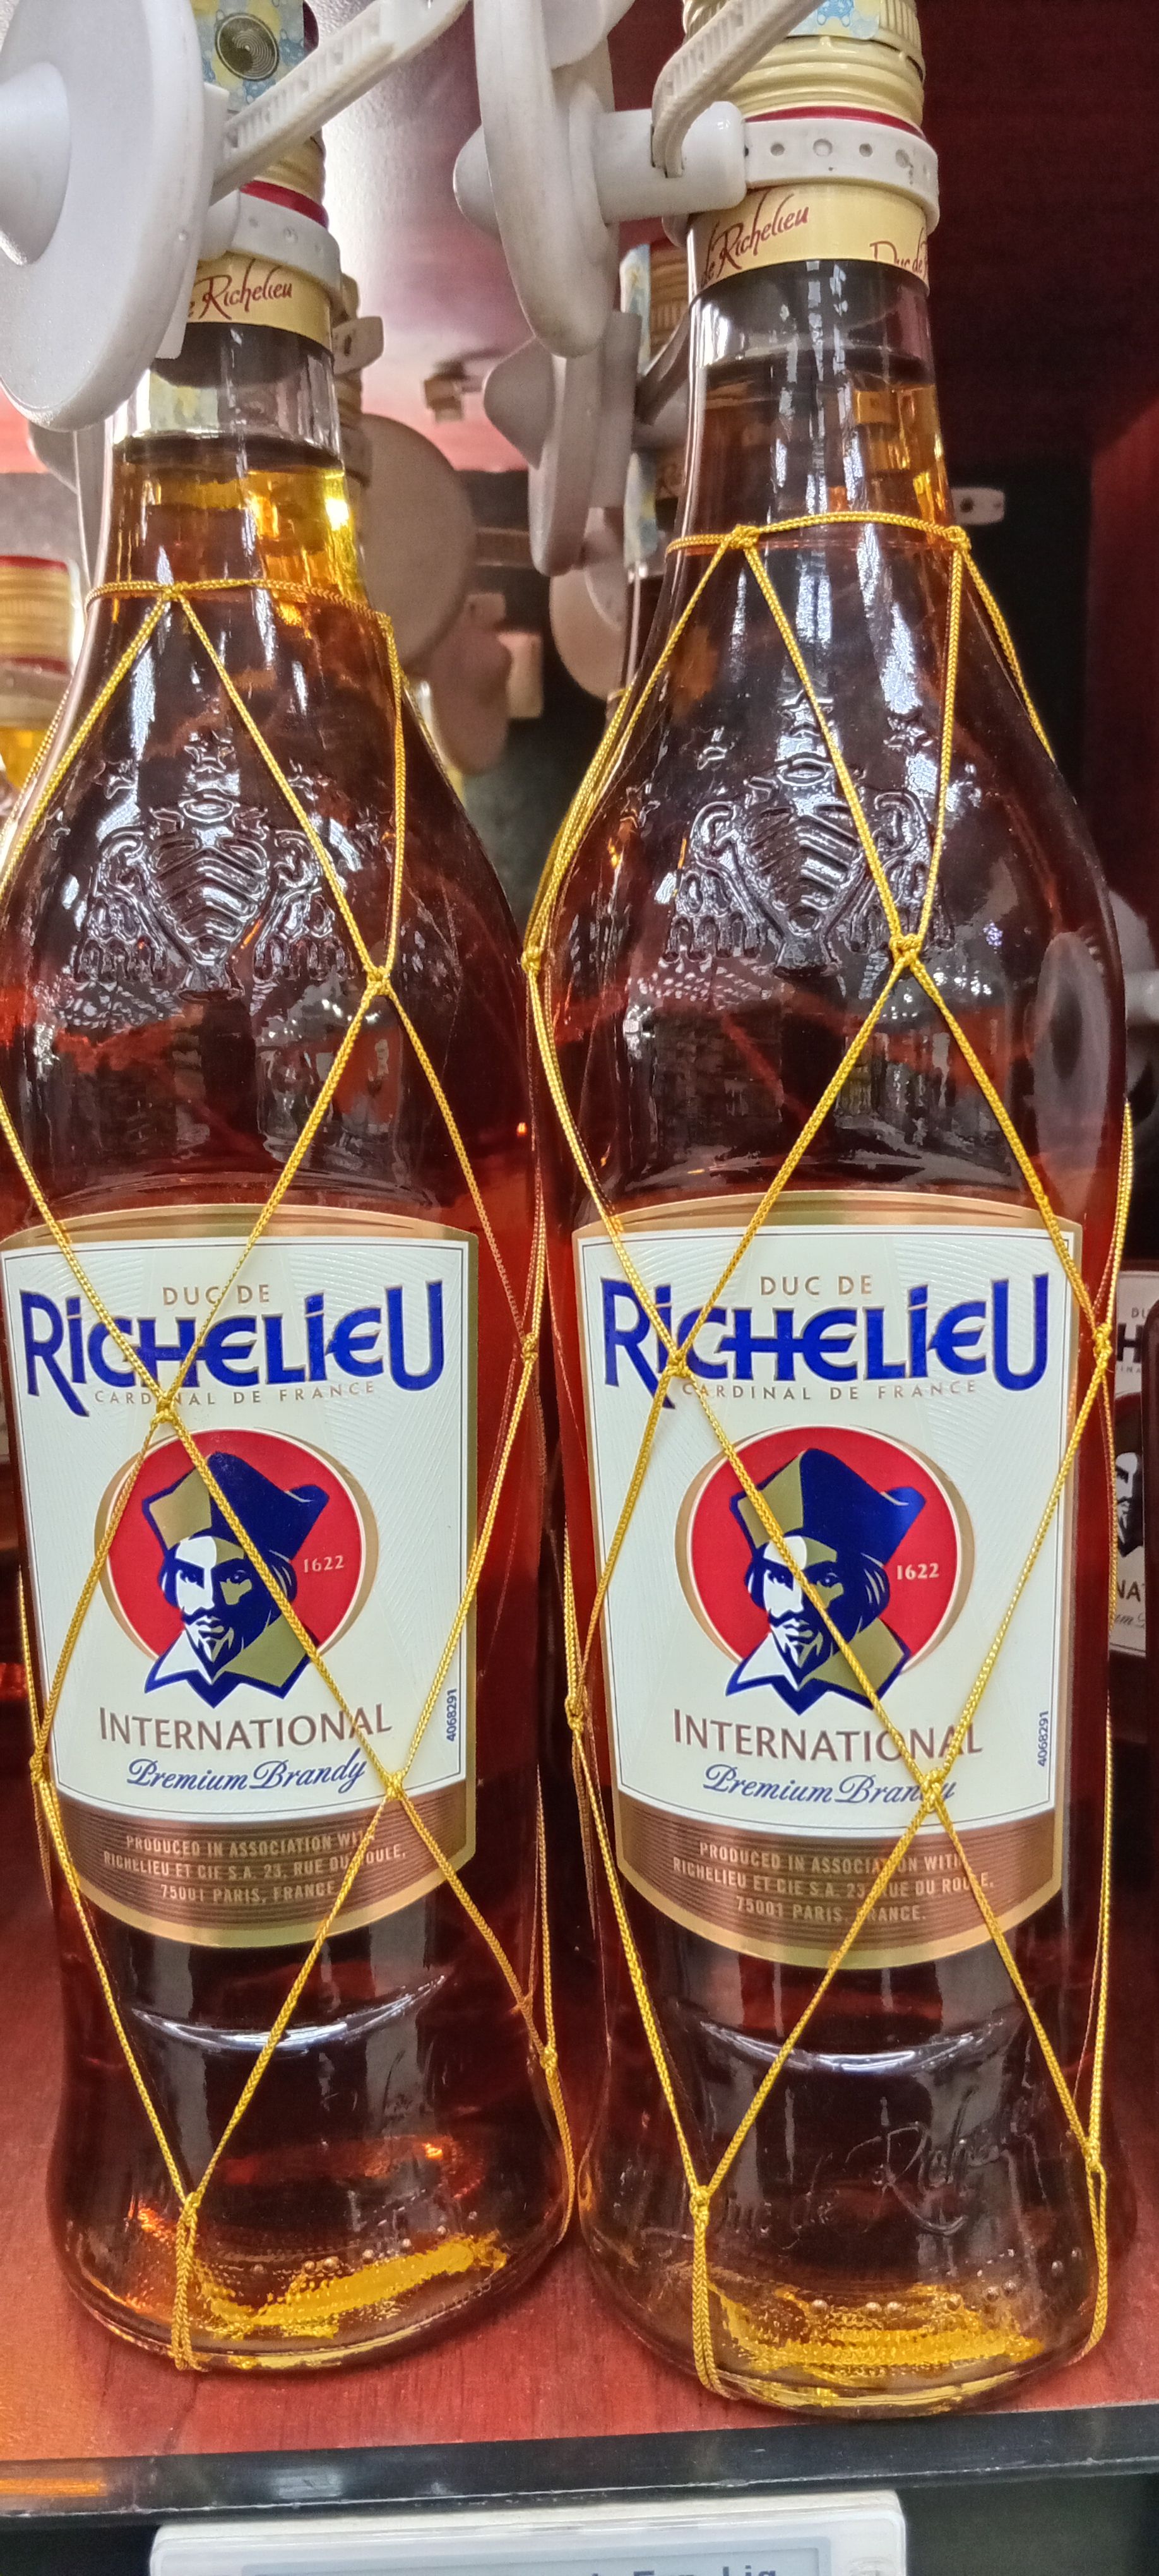 de Richelieu
Duc de
e Richelieu
DUC DE
RICHELIEU
CARDINAL DE FRANCE
1622
INTERNATIONAL
Premium Brandy
4068291
PRODUCED IN ASSOCIATION WITH
RICHELIEU ET CIE S.A. 23, RUE DU ROULE,
75001 PARIS, FRANCE
DUC DE
RICHELIEU
CARDINAL DE FRANCE
1622
INTERNATIONAL
Premium Brandy
4068291
PRODUCED IN ASSOCIATION WITH
RICHELIEU ET CIE S.A. 23, RUE DU ROULE,
75001 PARIS, FRANCE.
Duc de Richelieu